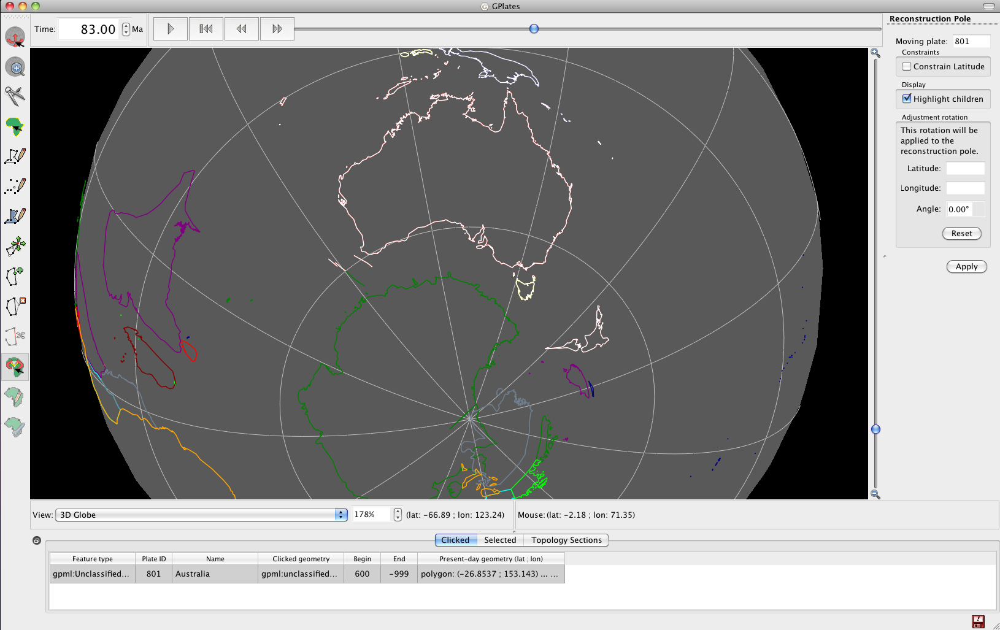 GPlates
Time: 83.00 Ma
Reconstruction Pole
Moving plate: 801
Constraints
Constrain Latitude
Display
Highlight children
Adjustment rotation
This rotation will be
applied to the
reconstruction pole.
Latitude:
Longitude:
Angle: 0.00°
Reset
Apply
View: 3D Globe 178% (lat: -66.89 ; lon: 123.24) Mouse: (lat: -2.18 ; lon: 71.35)
Clicked Selected Topology Sections
Feature type Plate ID Name Clicked geometry Begin End Present-day geometry (lat ; lon)
gpml:Unclassified... 801 Australia gpml:unclassified... 600 -999 polygon: (-26.8537 ; 153.143) ... ...